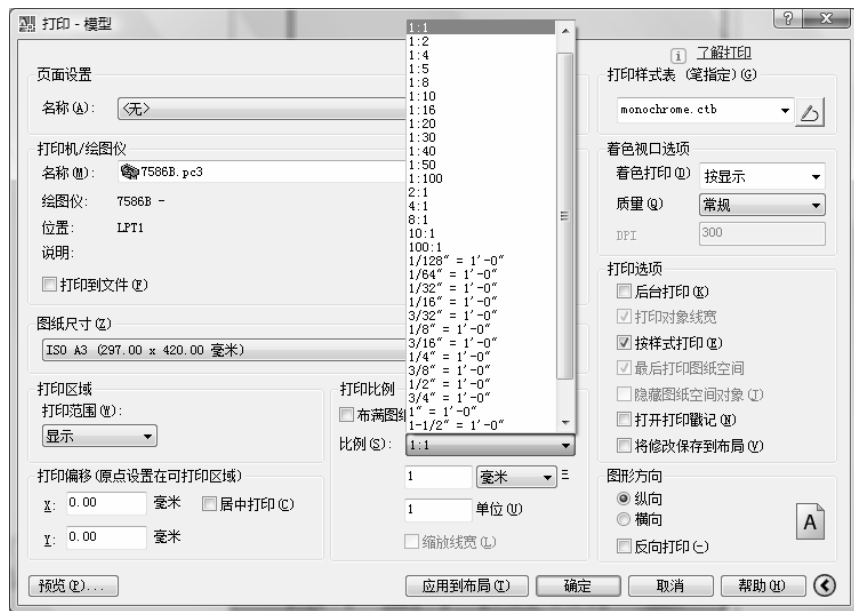 打印 - 模型
了解打印
页面设置
名称(A):
<无>
打印机/绘图仪
名称(M):
7586B.pc3
绘图仪:
7586B -
位置:
LPT1
说明:
打印到文件(F)
图纸尺寸(Z)
ISO A3 (297.00 x 420.00 毫米)
打印区域
打印范围(W):
显示
打印偏移(原点设置在可打印区域)
X: 0.00 毫米
居中打印(C)
Y: 0.00 毫米
1:1
1:2
1:4
1:5
1:8
1:10
1:16
1:20
1:30
1:40
1:50
1:100
2:1
4:1
8:1
10:1
100:1
1/128" = 1'-0"
1/64" = 1'-0"
1/32" = 1'-0"
1/16" = 1'-0"
3/32" = 1'-0"
1/8" = 1'-0"
3/16" = 1'-0"
1/4" = 1'-0"
3/8" = 1'-0"
1/2" = 1'-0"
3/4" = 1'-0"
1" = 1'-0"
1-1/2" = 1'-0"
打印比例
布满图纸
比例(S): 1:1
1 毫米
1 单位(U)
缩放线宽(L)
打印样式表 (笔指定)(G)
monochrome.ctb
着色视口选项
着色打印(D) 按显示
质量(Q) 常规
DPI 300
打印选项
后台打印(K)
打印对象线宽
按样式打印(E)
最后打印图纸空间
隐藏图纸空间对象(J)
打开打印戳记(N)
将修改保存到布局(V)
图形方向
纵向
横向
A
反向打印(-)
预览(P)...
应用到布局(T)
确定
取消
帮助(H)